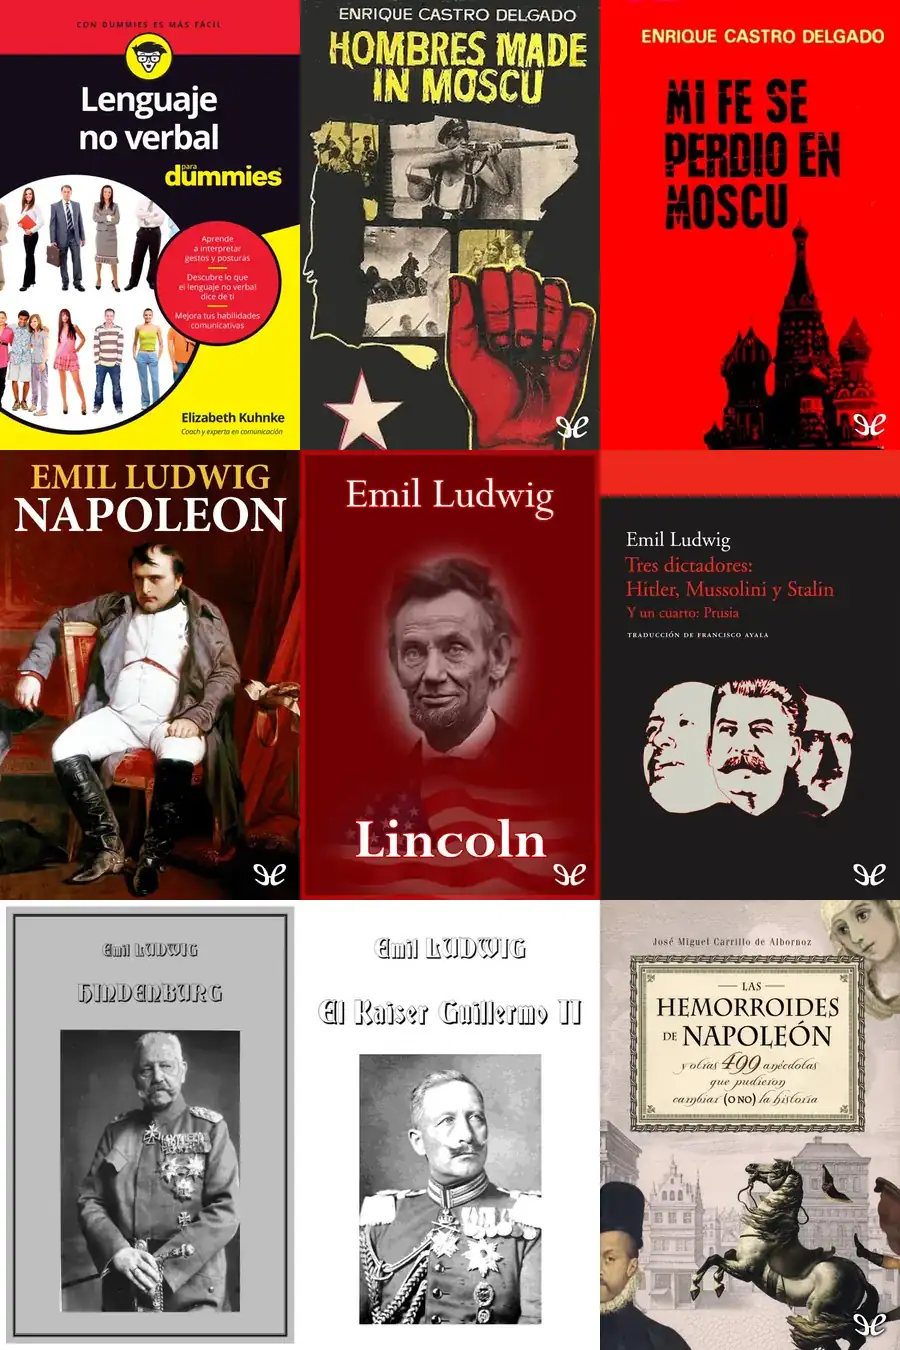 CON DUMMIES ES MÁS FÁCIL
Lenguaje
no verbal
para
dummies
Aprende
a interpretar
gestos y posturas
Descubre lo que
el lenguaje no verbal
dice de ti
Mejora tus habilidades
comunicativas
Elizabeth Kuhnke
Coach y experta en comunicación
ENRIQUE CASTRO DELGADO
HOMBRES MADE
IN MOSCU
ENRIQUE CASTRO DELGADO
MI FE SE
PERDIO EN
MOSCU
EMIL LUDWIG
NAPOLEON
Emil Ludwig
Lincoln
Emil Ludwig
Tres dictadores:
Hitler, Mussolini y Stalin
Y un cuarto: Prusia
TRADUCCIÓN DE FRANCISCO AYALA
Emil LUDWIG
HINDENBURG
Emil LUDWIG
El Kaiser Guillermo II
José Miguel Carrillo de Albornoz
LAS
HEMORROIDES
DE NAPOLEÓN
y otras 499 anécdotas
que pudieron
cambiar (O NO) la historia